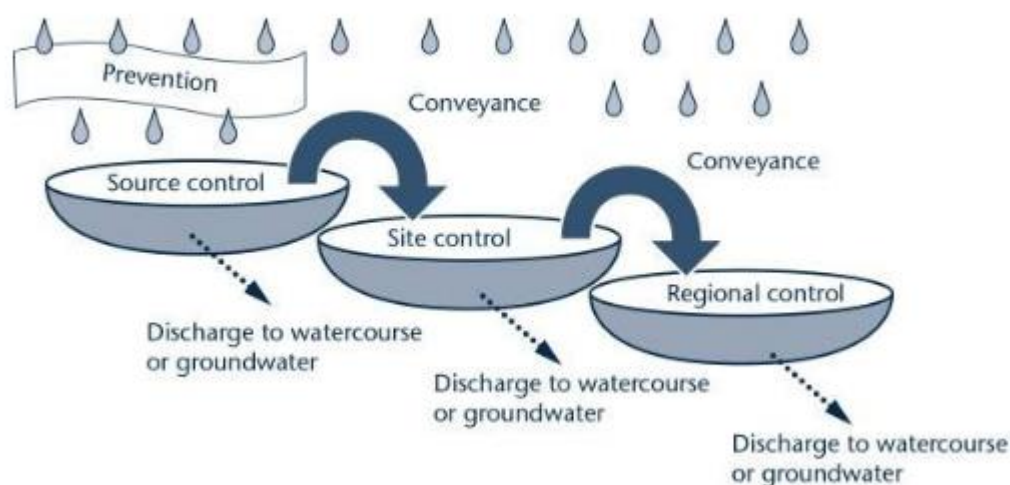 Prevention
Conveyance
Conveyance
Source control
Site control
Regional control
Discharge to watercourse
or groundwater
Discharge to watercourse
or groundwater
Discharge to watercourse
or groundwater